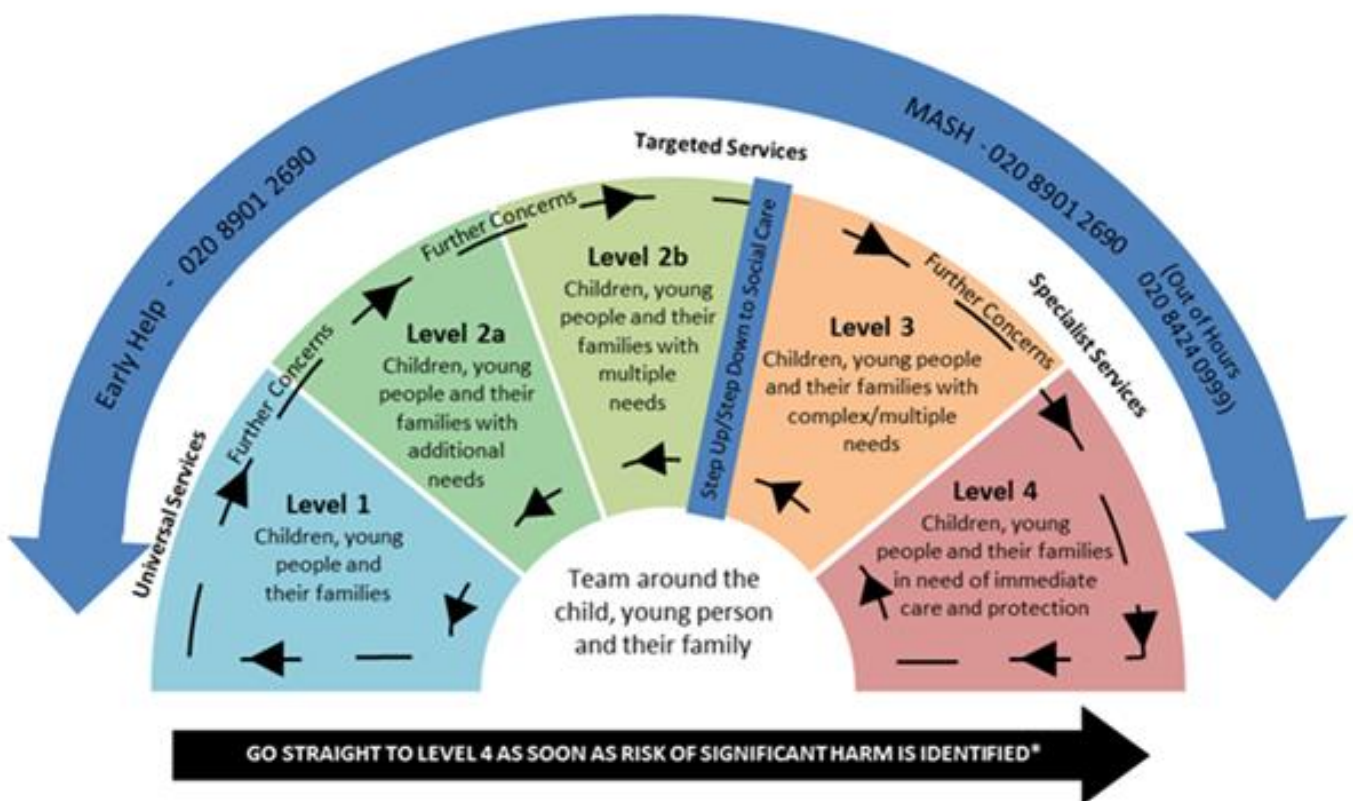 Early Help - 020 8901 2690
MASH - 020 8901 2690
(Out of Hours
020 8424 0999)
Universal Services
Targeted Services
Specialist Services
Further Concerns
Further Concerns
Further Concerns
Level 1
Children, young
people and
their families
Level 2a
Children, young
people and their
families with
additional
needs
Level 2b
Children, young
people and their
families with
multiple
needs
Step Up/Step Down to Social Care
Level 3
Children, young people
and their families with
complex/multiple
needs
Level 4
Children, young
people and their families
in need of immediate
care and protection
Team around the
child, young person
and their family
GO STRAIGHT TO LEVEL 4 AS SOON AS RISK OF SIGNIFICANT HARM IS IDENTIFIED*